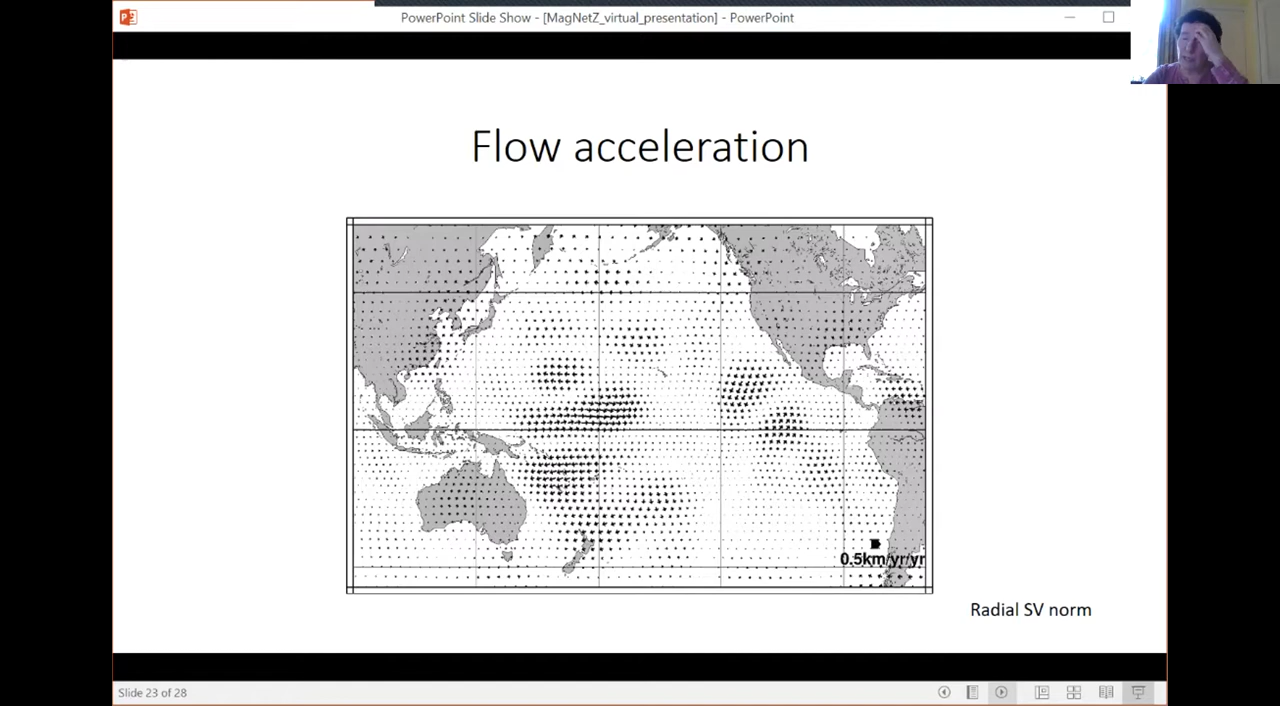 PowerPoint Slide Show - [MagNetZ_virtual_presentation] - PowerPoint
Flow acceleration
0.5km/yr/yr
Radial SV norm
Slide 23 of 28